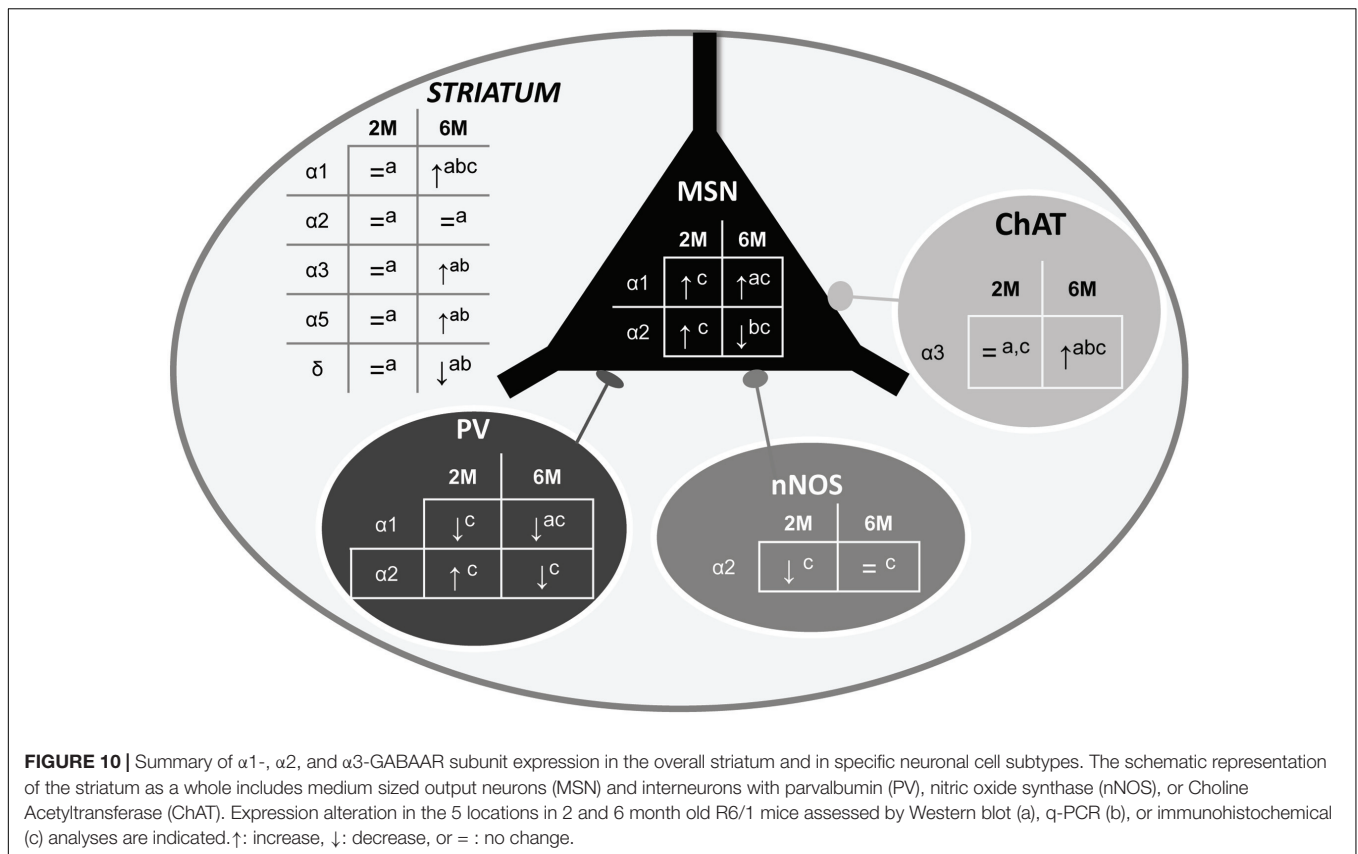 STRIATUM
2M 6M
α1 =a ↑abc
α2 =a =a
α3 =a ↑ab
α5 =a ↑ab
δ =a ↓ab
MSN
2M 6M
α1 ↑c ↑ac
α2 ↑c ↓bc
ChAT
2M 6M
α3 =a,c ↑abc
PV
2M 6M
α1 ↓c ↓ac
α2 ↑c ↓c
nNOS
2M 6M
α2 ↓c =c
FIGURE 10 | Summary of α1-, α2, and α3-GABAAR subunit expression in the overall striatum and in specific neuronal cell subtypes. The schematic representation
of the striatum as a whole includes medium sized output neurons (MSN) and interneurons with parvalbumin (PV), nitric oxide synthase (nNOS), or Choline
Acetyltransferase (ChAT). Expression alteration in the 5 locations in 2 and 6 month old R6/1 mice assessed by Western blot (a), q-PCR (b), or immunohistochemical
(c) analyses are indicated.↑: increase, ↓: decrease, or = : no change.